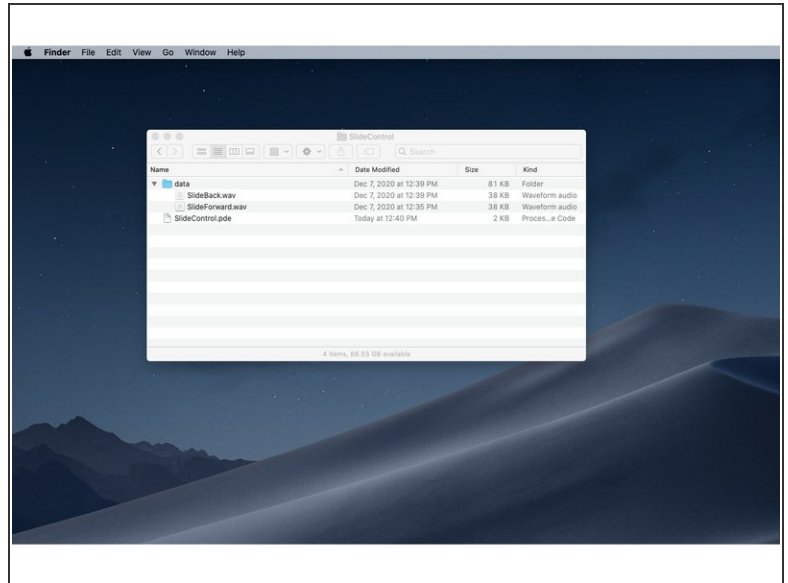 Finder File Edit View Go Window Help
SlideControl
Search
Name Date Modified Size Kind
data Dec 7, 2020 at 12:39 PM 81 KB Folder
SlideBack.wav Dec 7, 2020 at 12:39 PM 38 KB Waveform audio
SlideForward.wav Dec 7, 2020 at 12:35 PM 38 KB Waveform audio
SlideControl.pde Today at 12:40 PM 2 KB Proces...e Code
4 items, 88.55 GB available